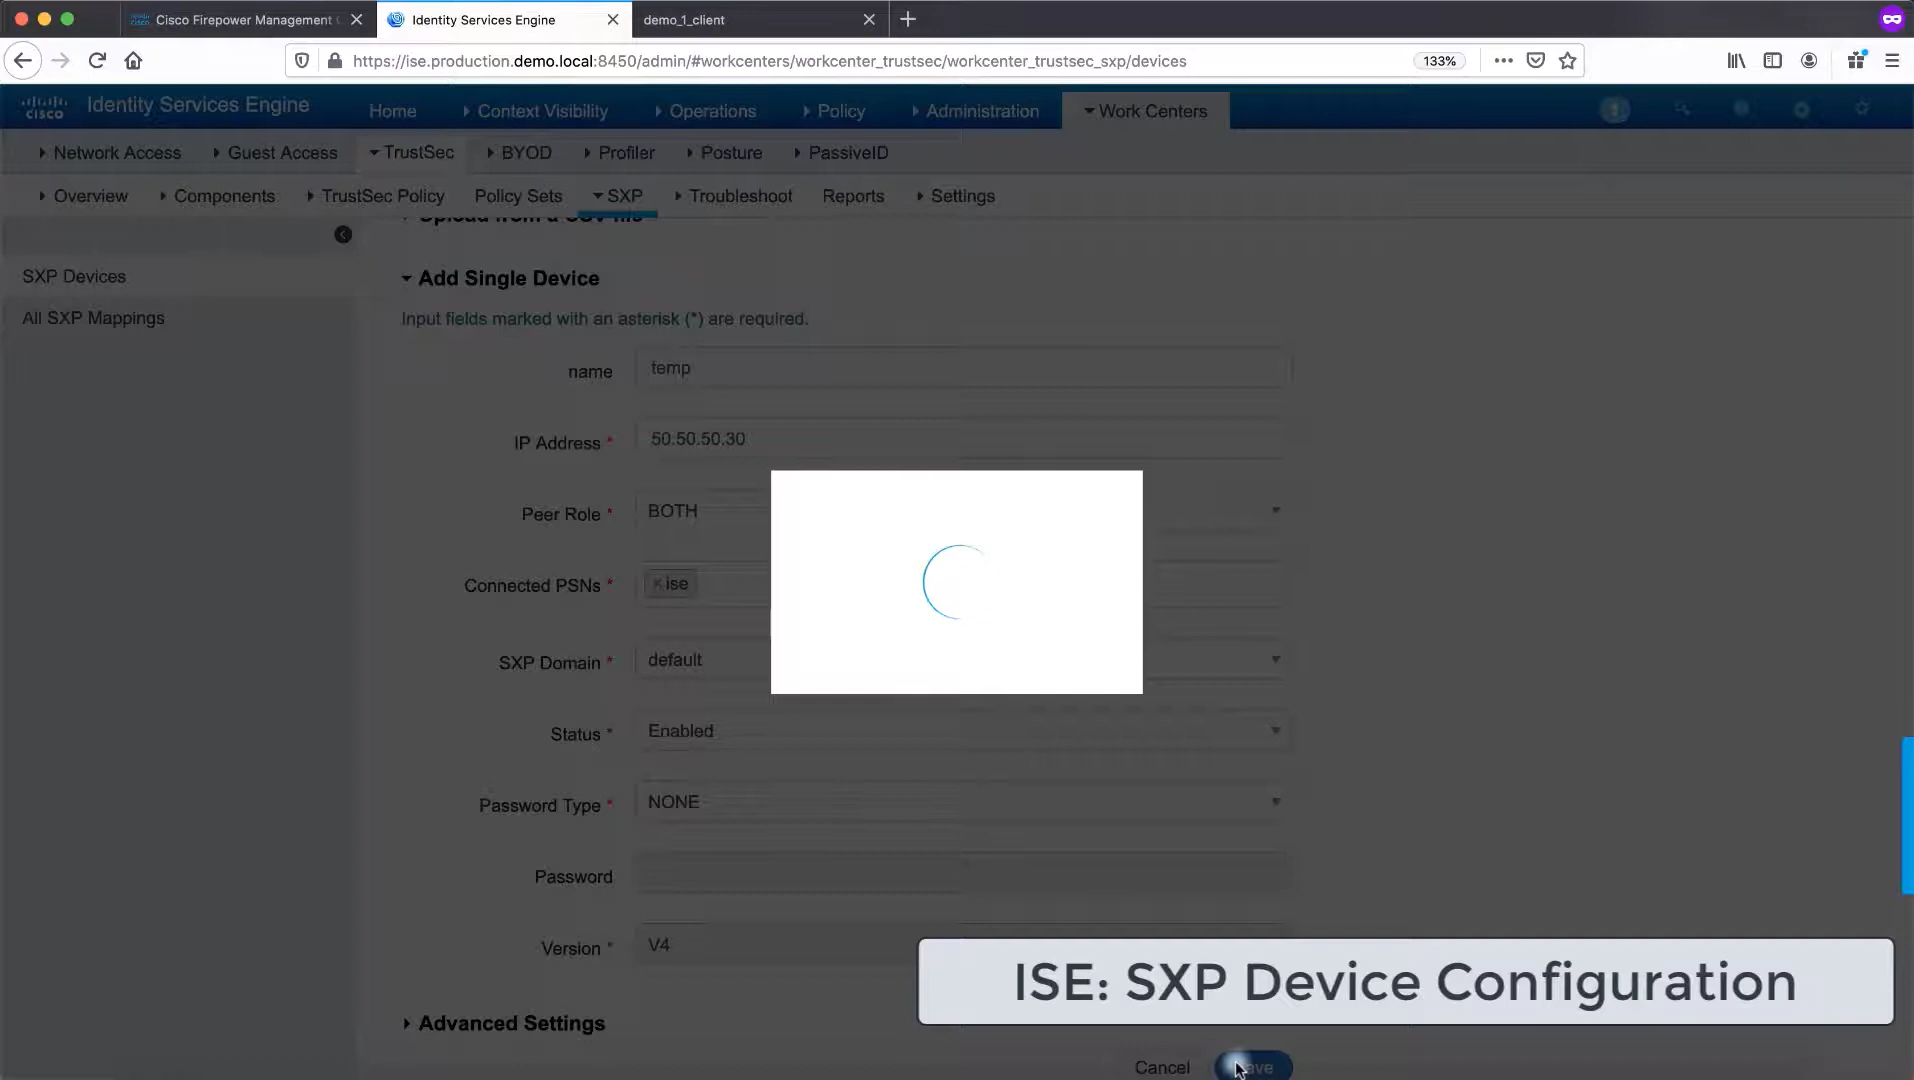 Cisco Firepower Management
Identity Services Engine
demo_1_client
https://ise.production.demo.local:8450/admin/#workcenters/workcenter_trustsec/workcenter_trustsec_sxp/devices
133%
cisco
Identity Services Engine
Home
Context Visibility
Operations
Policy
Administration
Work Centers
Network Access
Guest Access
TrustSec
BYOD
Profiler
Posture
PassiveID
Overview
Components
TrustSec Policy
Policy Sets
SXP
Troubleshoot
Reports
Settings
Upload from a CSV file
SXP Devices
All SXP Mappings
Add Single Device
Input fields marked with an asterisk (*) are required.
name
temp
IP Address *
50.50.50.30
Peer Role *
BOTH
Connected PSNs *
× ise
SXP Domain *
default
Status *
Enabled
Password Type *
NONE
Password
Version *
V4
ISE: SXP Device Configuration
Advanced Settings
Cancel